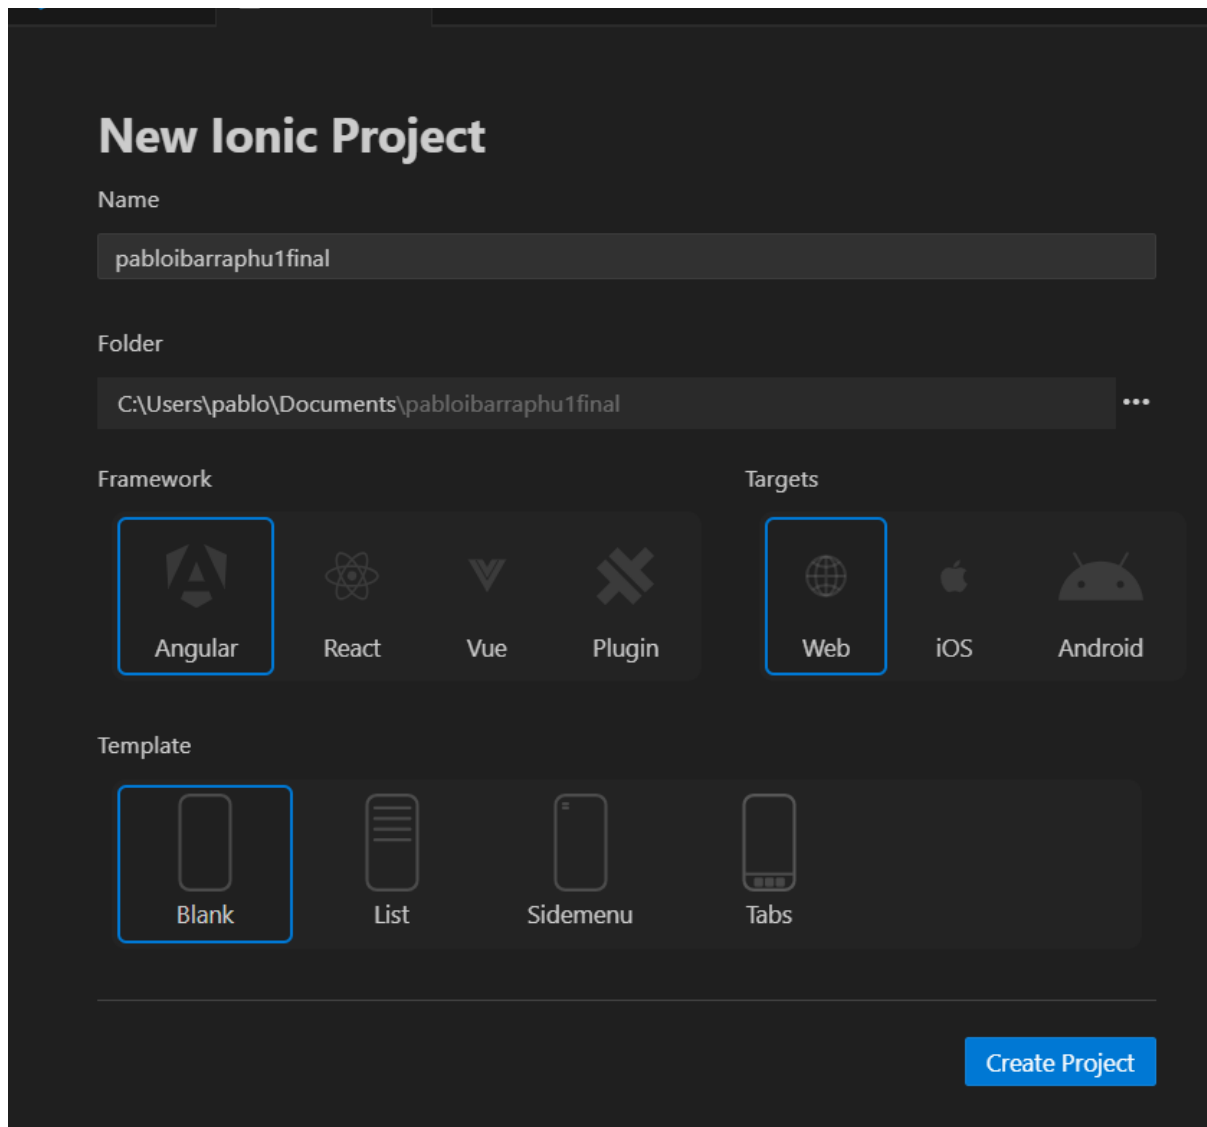 New Ionic Project
Name
pabloibarraphu1final
Folder
C:\Users\pablo\Documents\pabloibarraphu1final
Framework
Targets
Angular React Vue Plugin
Web iOS Android
Template
Blank List Sidemenu Tabs
Create Project